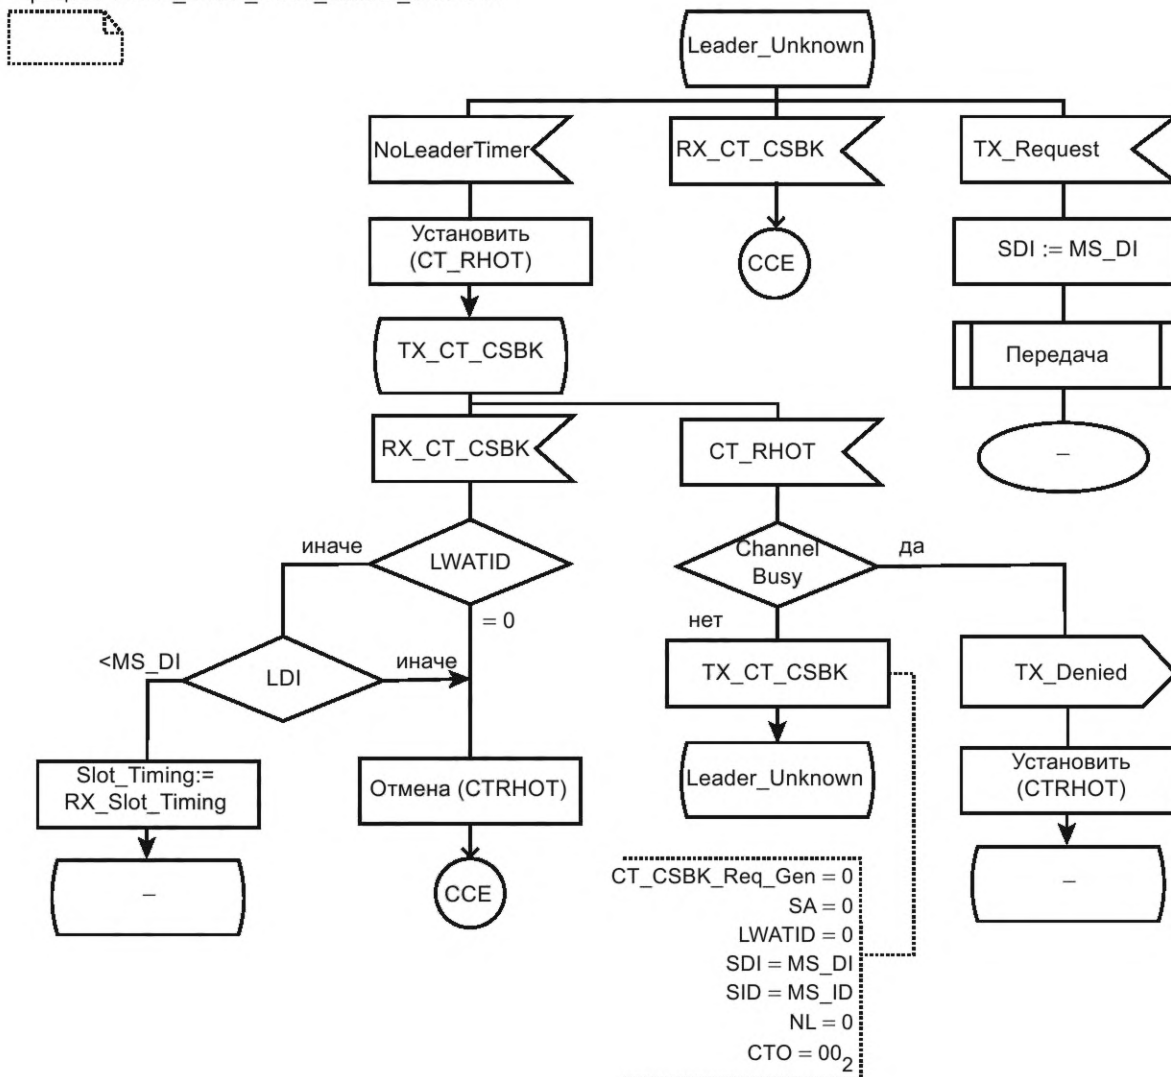 Leader_Unknown
NoLeaderTimer
RX_CT_CSBK
TX_Request
Установить
(CT_RHOT)
CCE
SDI := MS_DI
TX_CT_CSBK
Передача
–
RX_CT_CSBK
CT_RHOT
иначе
LWATID
= 0
Channel
Busy
да
нет
<MS_DI
LDI
иначе
TX_CT_CSBK
TX_Denied
Slot_Timing:=
RX_Slot_Timing
Отмена (CTRHOT)
Leader_Unknown
Установить
(CTRHOT)
–
CCE
–
CT_CSBK_Req_Gen = 0
SA = 0
LWATID = 0
SDI = MS_DI
SID = MS_ID
NL = 0
CTO = 00₂